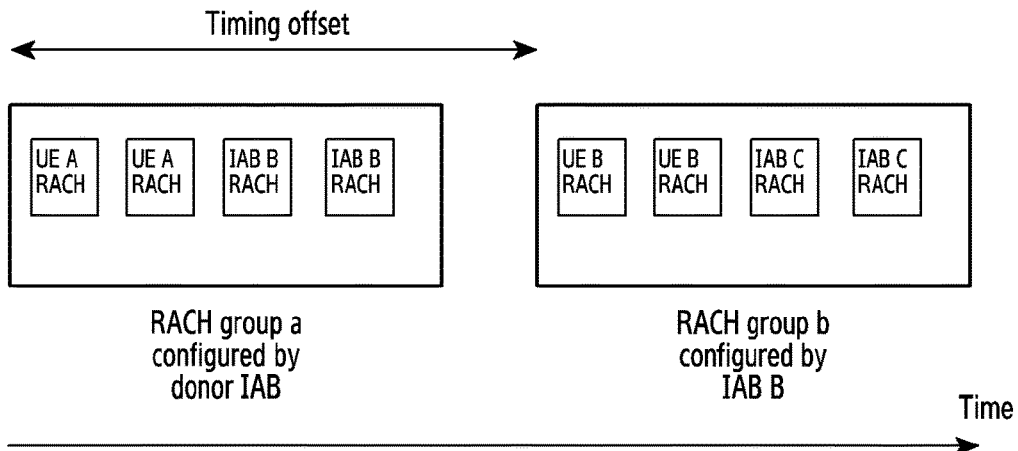 Timing offset
UE A
RACH
UE A
RACH
IAB B
RACH
IAB B
RACH
UE B
RACH
UE B
RACH
IAB C
RACH
IAB C
RACH
RACH group a
configured by
donor IAB
RACH group b
configured by
IAB B
Time